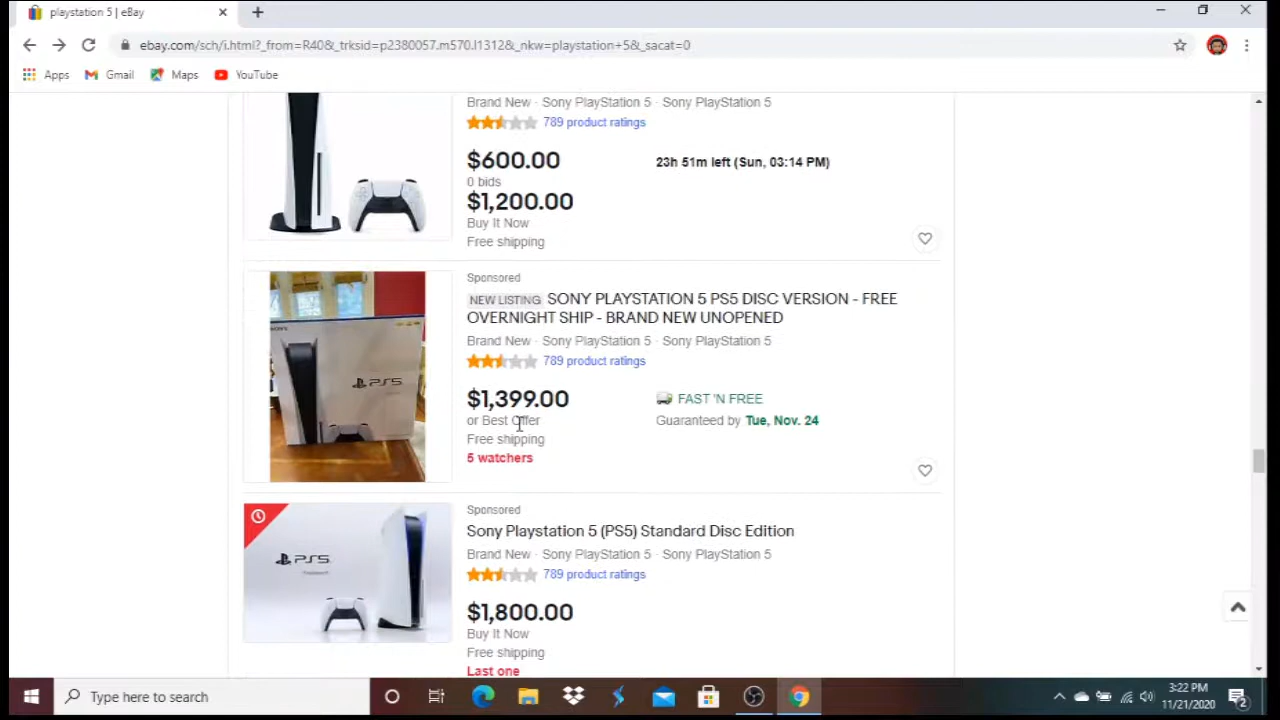 playstation 5 | eBay
ebay.com/sch/i.html?_from=R40&_trksid=p2380057.m570.l1312&_nkw=playstation+5&_sacat=0
Apps Gmail Maps YouTube
Brand New · Sony PlayStation 5 · Sony PlayStation 5
789 product ratings
$600.00 23h 51m left (Sun, 03:14 PM)
0 bids
$1,200.00
Buy It Now
Free shipping
Sponsored
NEW LISTING SONY PLAYSTATION 5 PS5 DISC VERSION - FREE
OVERNIGHT SHIP - BRAND NEW UNOPENED
Brand New · Sony PlayStation 5 · Sony PlayStation 5
789 product ratings
SONY
PS5
$1,399.00 FAST 'N FREE
or Best Offer Guaranteed by Tue, Nov. 24
Free shipping
5 watchers
Sponsored
Sony Playstation 5 (PS5) Standard Disc Edition
Brand New · Sony PlayStation 5 · Sony PlayStation 5
PS5
789 product ratings
$1,800.00
Buy It Now
Free shipping
Last one
Type here to search
3:22 PM
11/21/2020
2